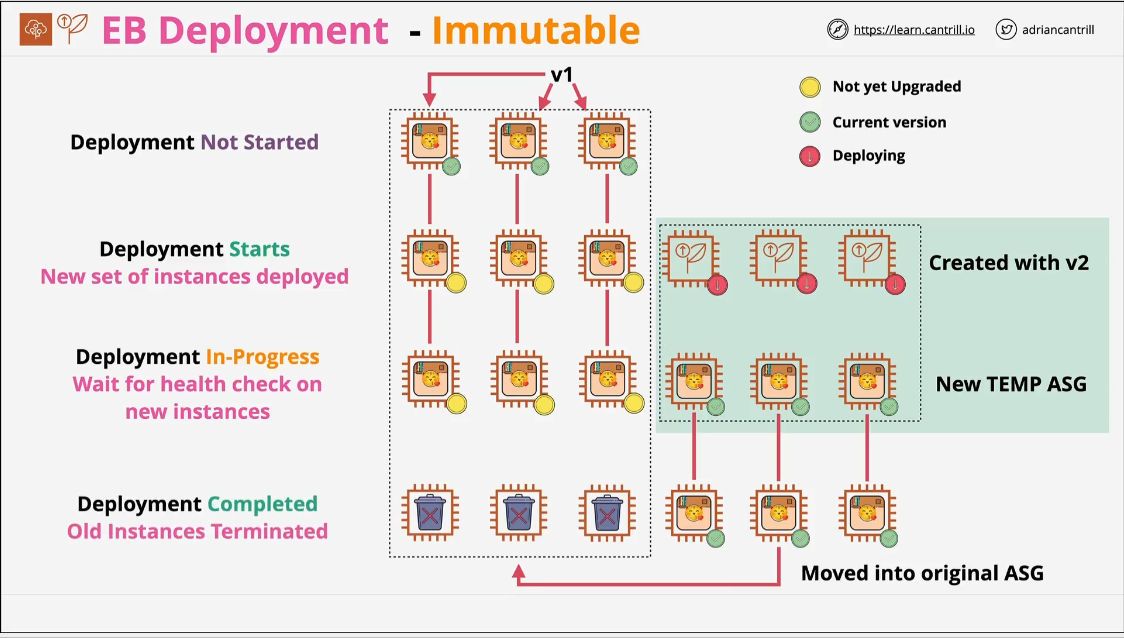 EB Deployment - Immutable
https://learn.cantrill.io
adriancantrill
v1
Not yet Upgraded
Current version
Deploying
Deployment Not Started
Deployment Starts
New set of instances deployed
Created with v2
Deployment In-Progress
Wait for health check on
new instances
New TEMP ASG
Deployment Completed
Old Instances Terminated
Moved into original ASG